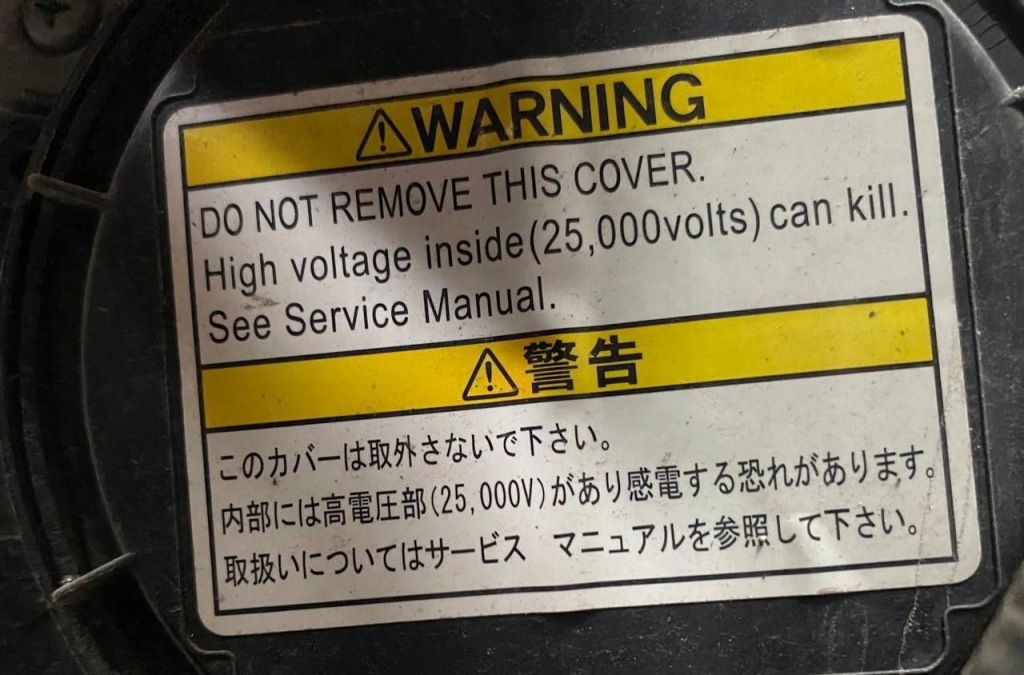 ⚠WARNING
DO NOT REMOVE THIS COVER.
High voltage inside(25,000volts)can kill.
See Service Manual.
⚠警告
このカバーは取外さないで下さい。
内部には高電圧部(25,000V)があり感電する恐れがあります。
取扱いについてはサービス マニュアルを参照して下さい。